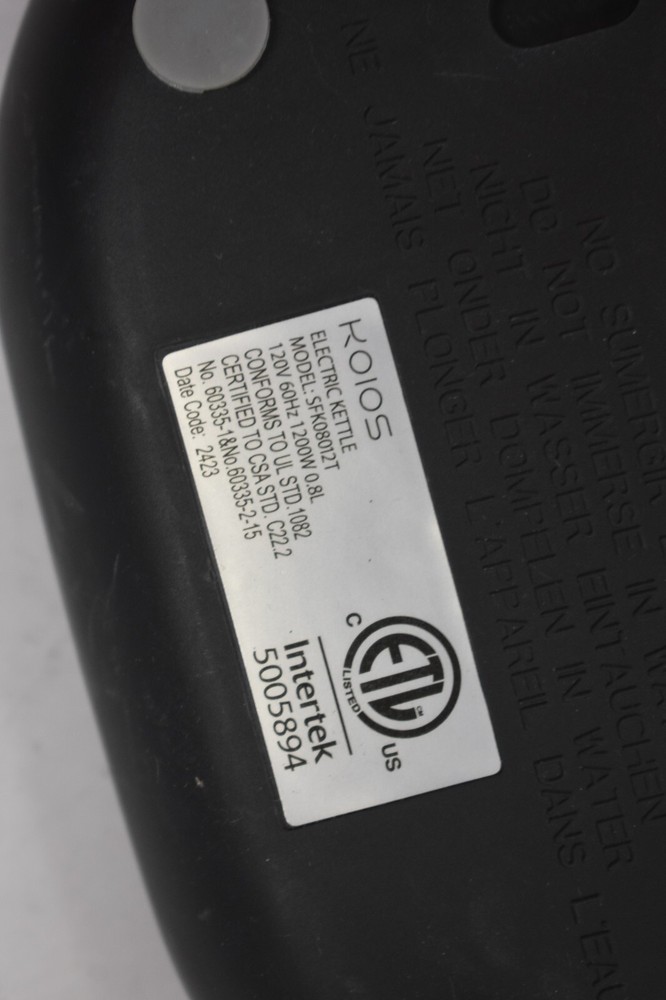 KOIOS
ELECTRIC KETTLE
MODEL: SFK08012T
120V 60Hz 1200W 0.8L
CONFORMS TO UL STD.1082
CERTIFIED TO CSA STD. C22.2
No. 60335-1&No.60335-2-15
Date Code: 2423
C
ETL
CM
LISTED
US
Intertek
5005894
NO SUMERGIR
DO NOT IMMERSE IN
NICHT IN WASSER EINTAUCHEN
NIET ONDER DOMPELEN IN WATER
NE JAMAIS PLONGER L'APPAREIL DANS L'EAU